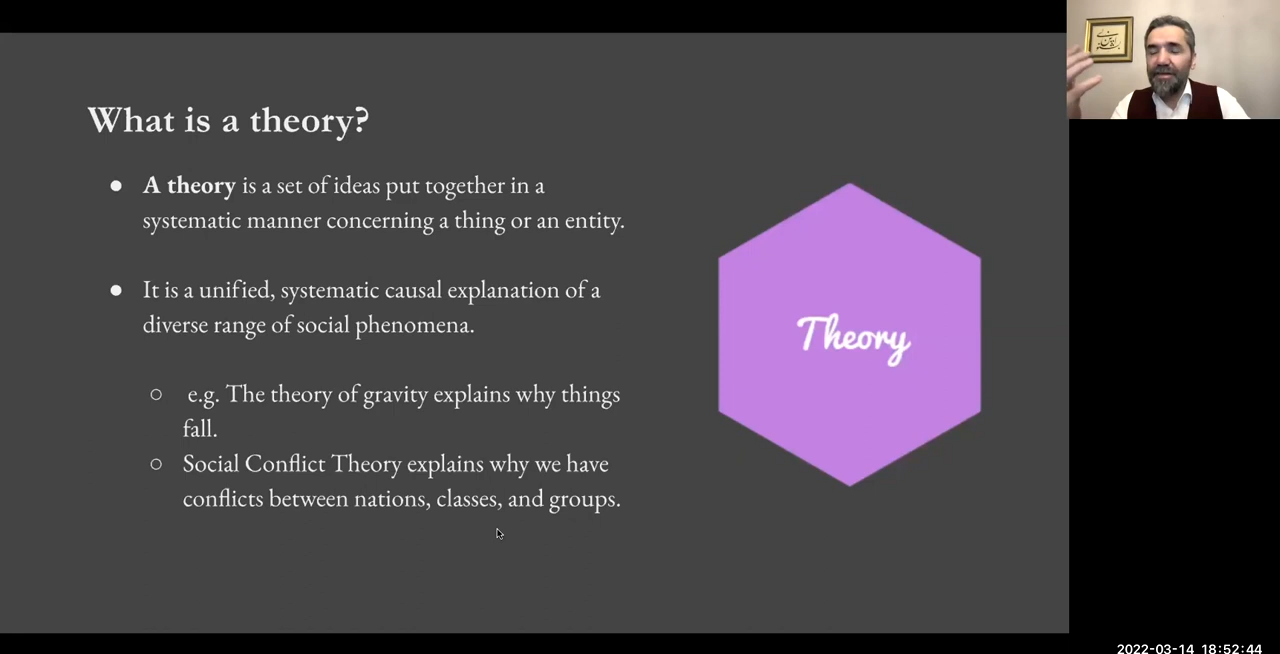 What is a theory?
● A theory is a set of ideas put together in a
systematic manner concerning a thing or an entity.
● It is a unified, systematic causal explanation of a
diverse range of social phenomena.
○ e.g. The theory of gravity explains why things
fall.
○ Social Conflict Theory explains why we have
conflicts between nations, classes, and groups.
Theory
2022-03-14 18:52:44